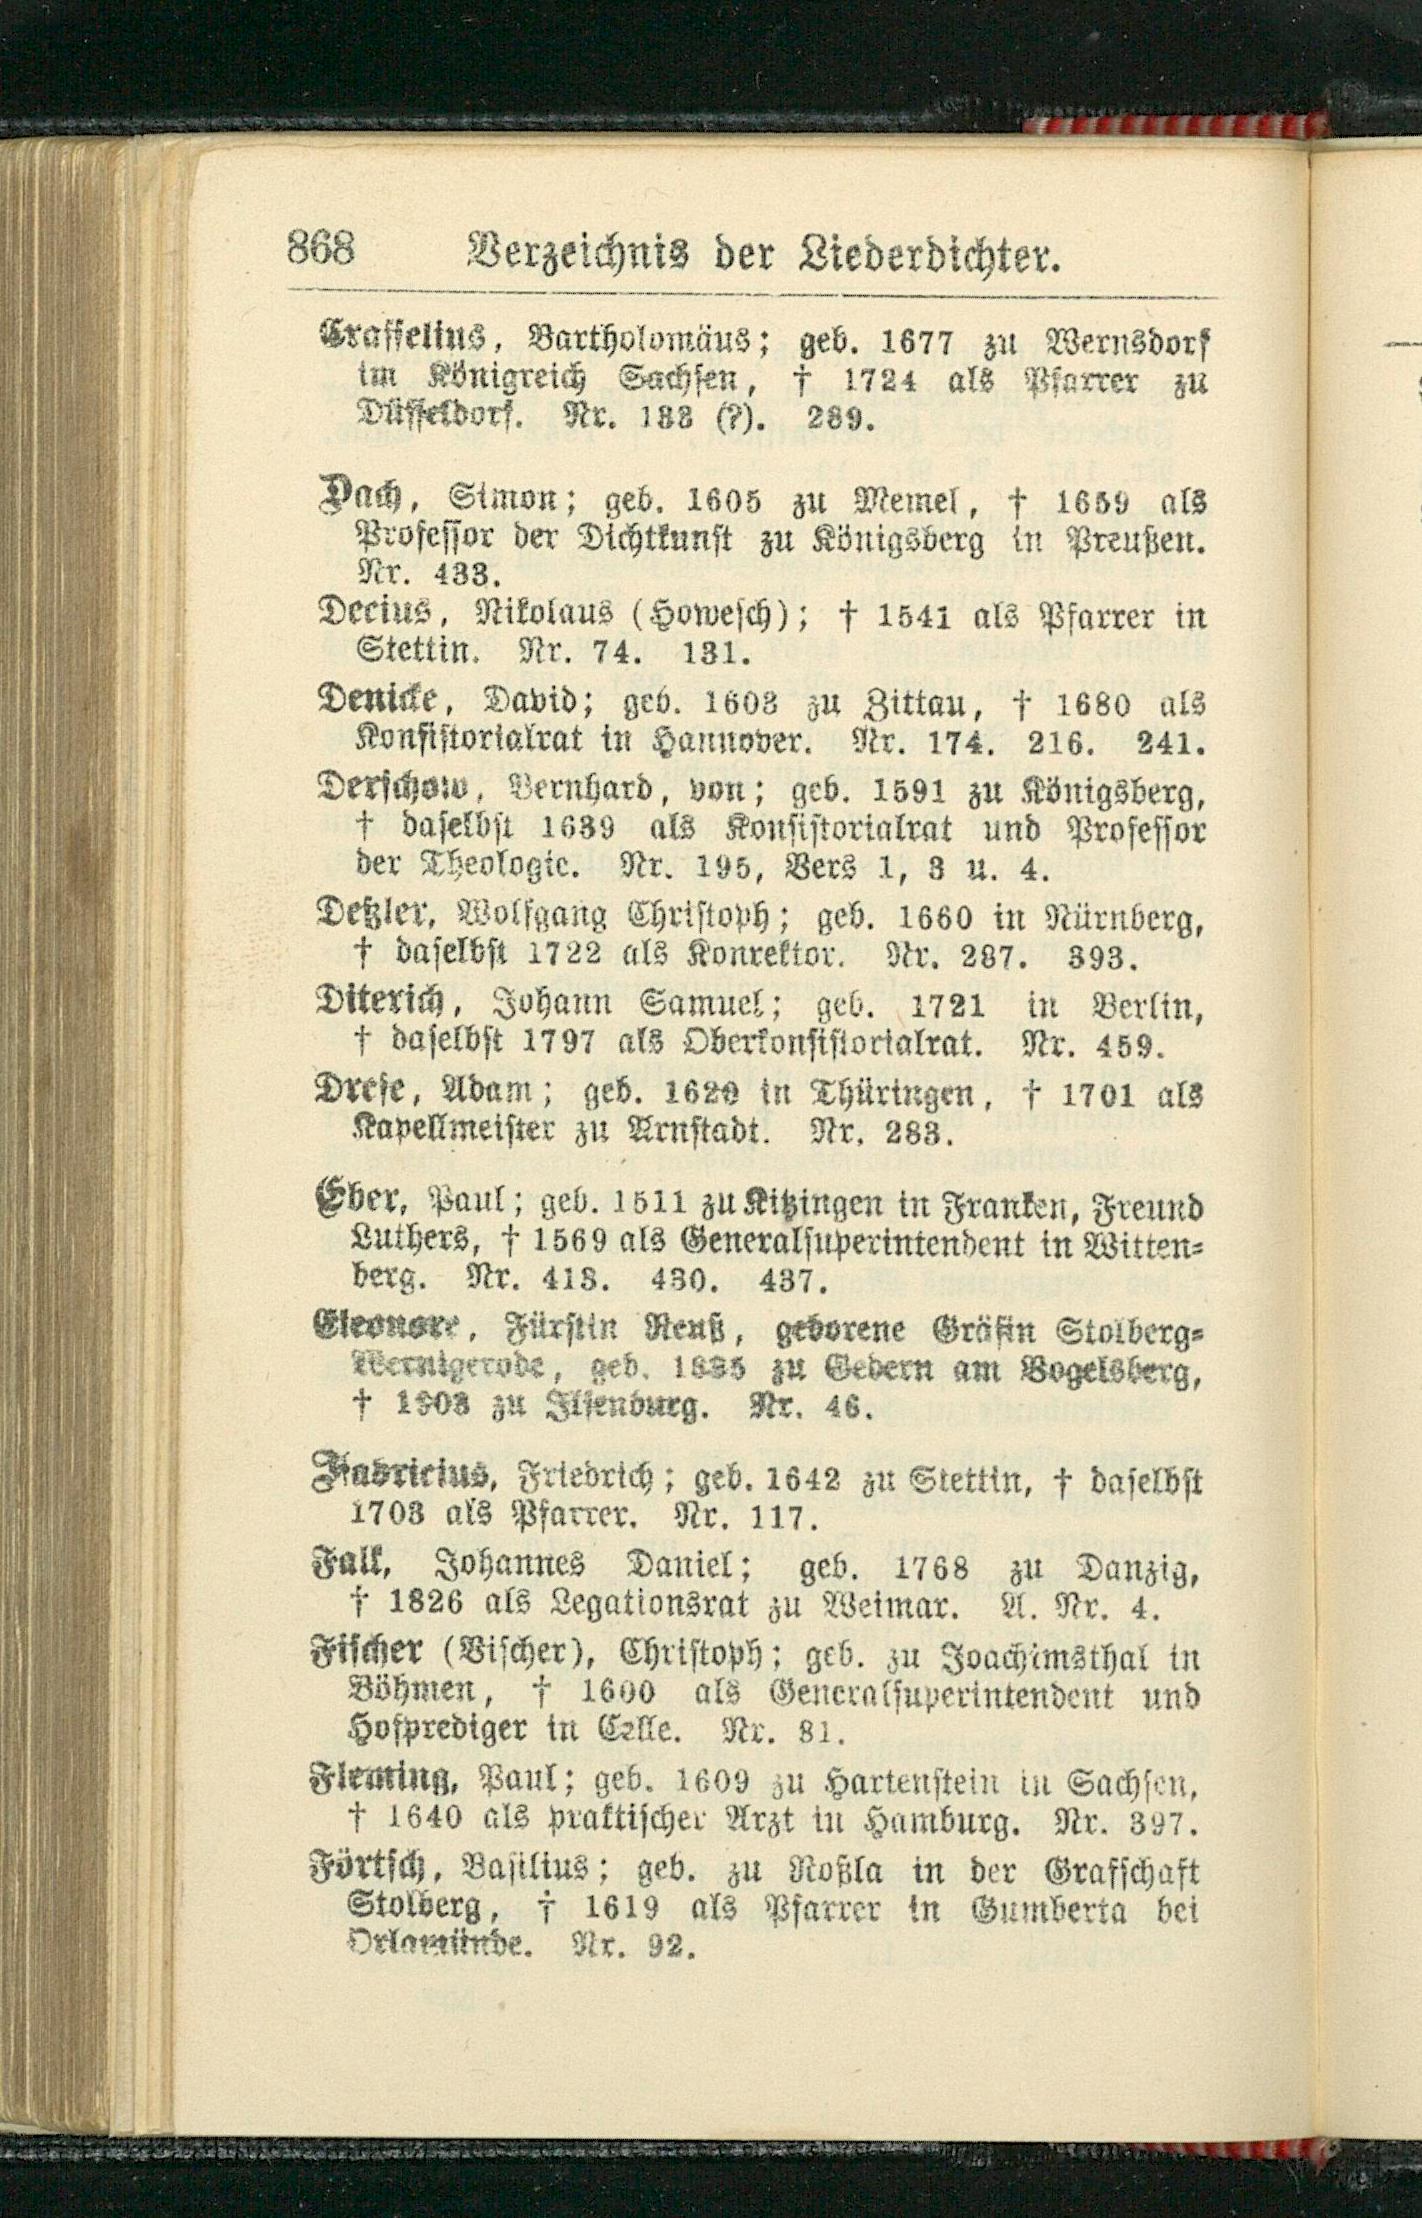 868 Verzeichnis der Liederdichter.
Crasselius, Bartholomäus; geb. 1677 zu Wernsdorf
im Königreich Sachsen, † 1724 als Pfarrer zu
Düsseldorf. Nr. 133 (?). 289.
Dach, Simon; geb. 1605 zu Memel, † 1659 als
Professor der Dichtkunst zu Königsberg in Preußen.
Nr. 433.
Decius, Nikolaus (Howesch); † 1541 als Pfarrer in
Stettin. Nr. 74. 131.
Denicke, David; geb. 1603 zu Zittau, † 1680 als
Konsistorialrat in Hannover. Nr. 174. 216. 241.
Derschow, Bernhard, von; geb. 1591 zu Königsberg,
† daselbst 1639 als Konsistorialrat und Professor
der Theologie. Nr. 195, Vers 1, 3 u. 4.
Deßler, Wolfgang Christoph; geb. 1660 in Nürnberg,
† daselbst 1722 als Konrektor. Nr. 287. 393.
Diterich, Johann Samuel; geb. 1721 in Berlin,
† daselbst 1797 als Oberkonsistorialrat. Nr. 459.
Drese, Adam; geb. 1620 in Thüringen, † 1701 als
Kapellmeister zu Arnstadt. Nr. 283.
Eber, Paul; geb. 1511 zu Kitzingen in Franken, Freund
Luthers, † 1569 als Generalsuperintendent in Witten-
berg. Nr. 413. 430. 437.
Eleonore, Fürstin Reuß, geborene Gräfin Stolberg-
Wernigerode, geb. 1835 zu Gedern am Vogelsberg,
† 1903 zu Ilsenburg. Nr. 46.
Fabricius, Friedrich; geb. 1642 zu Stettin, † daselbst
1703 als Pfarrer. Nr. 117.
Falk, Johannes Daniel; geb. 1768 zu Danzig,
† 1826 als Legationsrat zu Weimar. A. Nr. 4.
Fischer (Vischer), Christoph; geb. zu Joachimsthal in
Böhmen, † 1600 als Generalsuperintendent und
Hofprediger in Celle. Nr. 81.
Fleming, Paul; geb. 1609 zu Hartenstein in Sachsen,
† 1640 als praktischer Arzt in Hamburg. Nr. 397.
Förtsch, Basilius; geb. zu Roßla in der Grafschaft
Stolberg, † 1619 als Pfarrer in Gumberta bei
Orlamünde. Nr. 92.